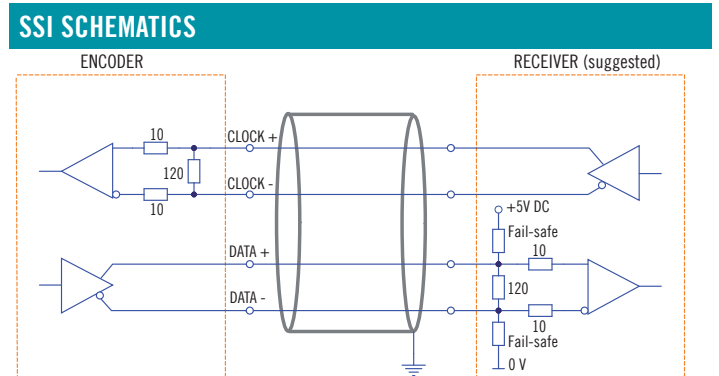 SSI SCHEMATICS
ENCODER
RECEIVER (suggested)
10
CLOCK +
120
CLOCK -
10
+5V DC
Fail-safe
DATA +
10
120
DATA -
10
Fail-safe
0 V